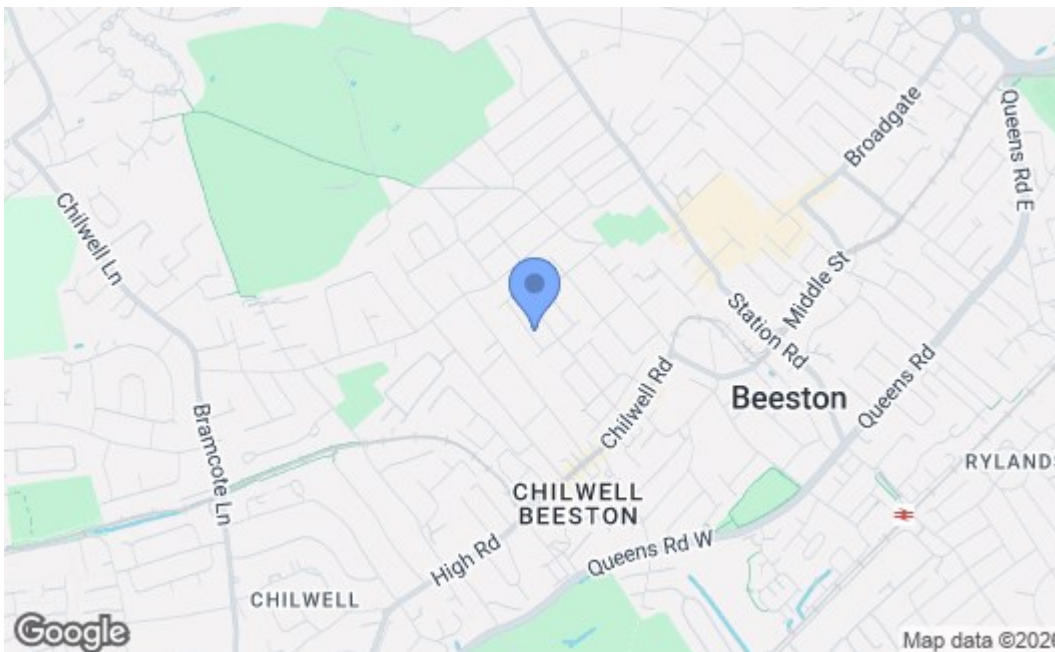 Broadgate
Queens Rd E
Chilwell Ln
Middle St
Station Rd
Queens Rd
Chilwell Rd
Beeston
Bramcote Ln
RYLANDS
CHILWELL
BEESTON
High Rd
Queens Rd W
CHILWELL
Google
Map data ©2026